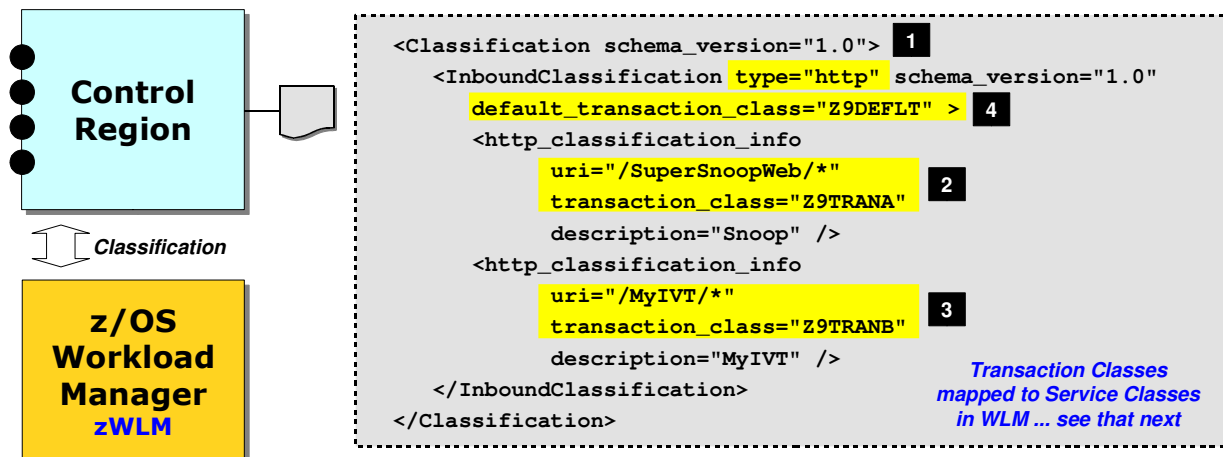 Control
Region
Classification
z/OS
Workload
Manager
zWLM
<Classification schema_version="1.0"> 1
<InboundClassification type="http" schema_version="1.0"
default_transaction_class="Z9DEFLT" > 4
<http_classification_info
uri="/SuperSnoopWeb/*"
2
transaction_class="Z9TRANA"
description="Snoop" />
<http_classification_info
uri="/MyIVT/*"
3
transaction_class="Z9TRANB"
description="MyIVT" />
</InboundClassification>
</Classification>
Transaction Classes
mapped to Service Classes
in WLM ... see that next